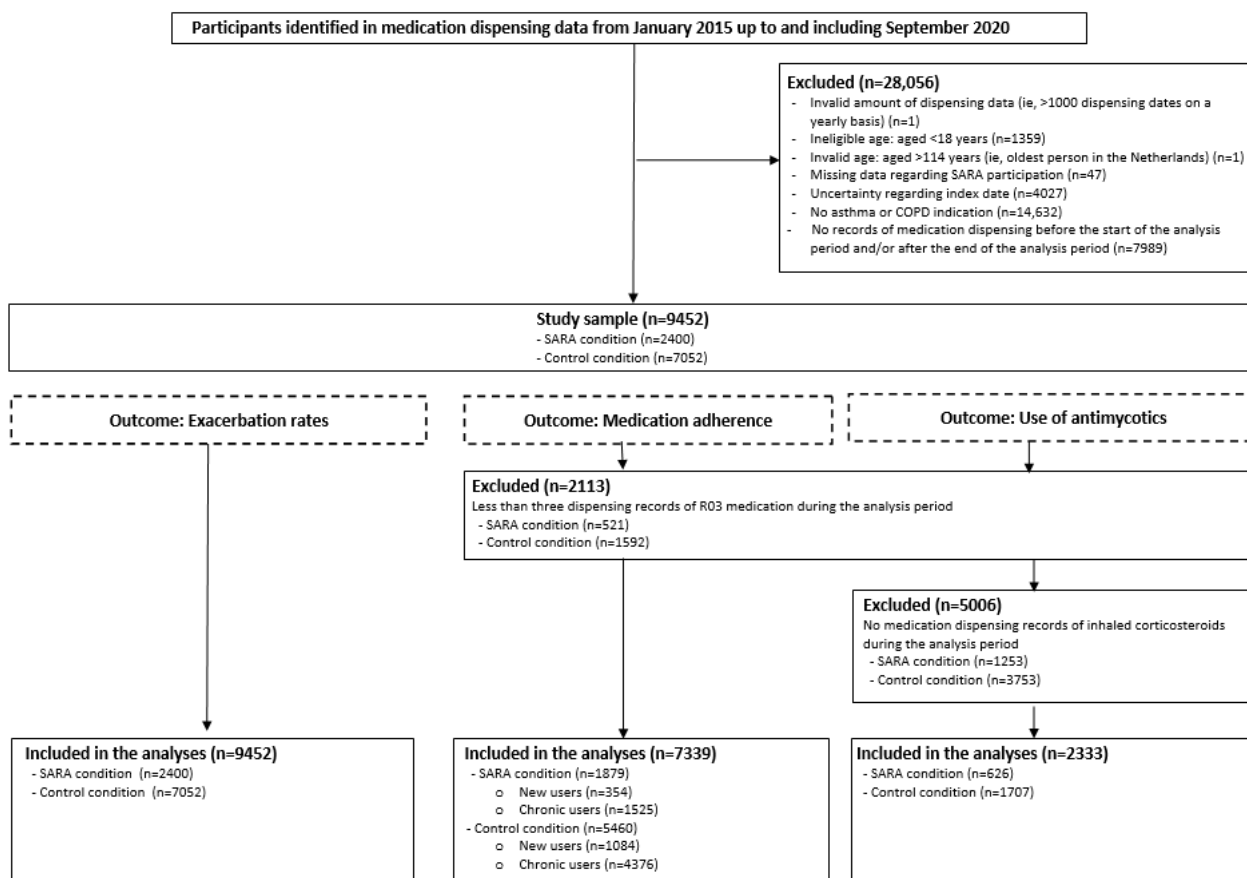 Participants identified in medication dispensing data from January 2015 up to and including September 2020
Excluded (n=28,056)
- Invalid amount of dispensing data (ie, >1000 dispensing dates on a
yearly basis) (n=1)
- Ineligible age: aged <18 years (n=1359)
- Invalid age: aged >114 years (ie, oldest person in the Netherlands) (n=1)
- Missing data regarding SARA participation (n=47)
- Uncertainty regarding index date (n=4027)
- No asthma or COPD indication (n=14,632)
- No records of medication dispensing before the start of the analysis
period and/or after the end of the analysis period (n=7989)
Study sample (n=9452)
- SARA condition (n=2400)
- Control condition (n=7052)
Outcome: Exacerbation rates
Outcome: Medication adherence
Outcome: Use of antimycotics
Excluded (n=2113)
Less than three dispensing records of R03 medication during the analysis period
- SARA condition (n=521)
- Control condition (n=1592)
Excluded (n=5006)
No medication dispensing records of inhaled corticosteroids
during the analysis period
- SARA condition (n=1253)
- Control condition (n=3753)
Included in the analyses (n=9452)
- SARA condition (n=2400)
- Control condition (n=7052)
Included in the analyses (n=7339)
- SARA condition (n=1879)
o New users (n=354)
o Chronic users (n=1525)
- Control condition (n=5460)
o New users (n=1084)
o Chronic users (n=4376)
Included in the analyses (n=2333)
- SARA condition (n=626)
- Control condition (n=1707)